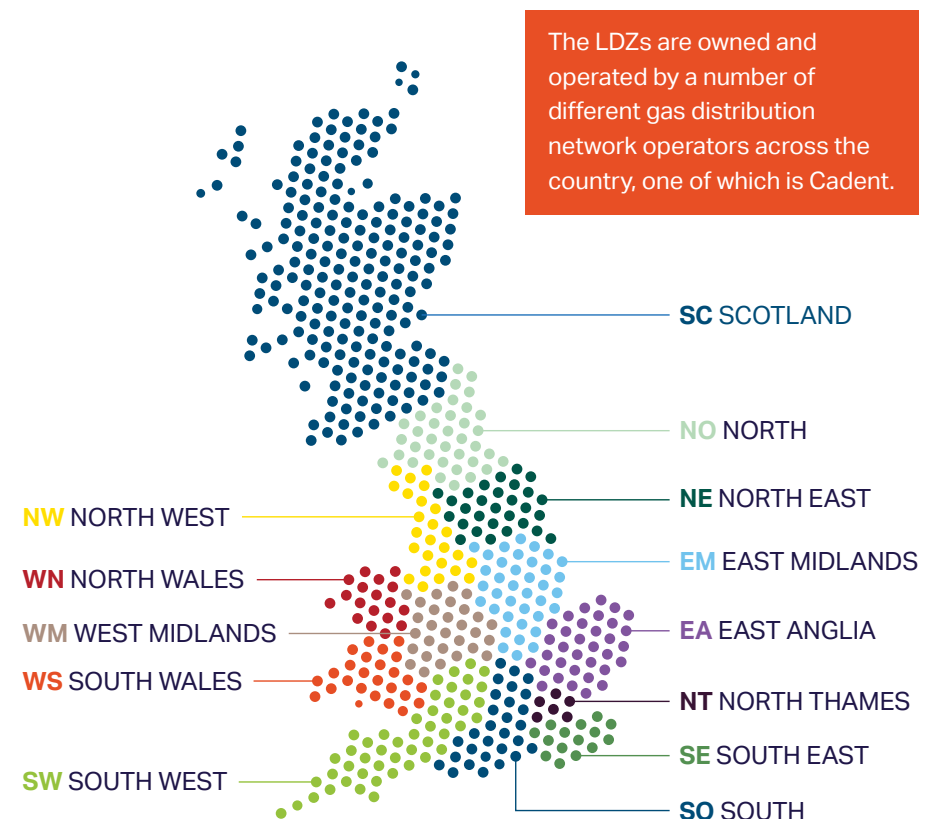 The LDZs are owned and
operated by a number of
different gas distribution
network operators across the
country, one of which is Cadent.
SC SCOTLAND
NO NORTH
NE NORTH EAST
NW NORTH WEST
EM EAST MIDLANDS
WN NORTH WALES
WM WEST MIDLANDS
EA EAST ANGLIA
WS SOUTH WALES
NT NORTH THAMES
SE SOUTH EAST
SW SOUTH WEST
SO SOUTH